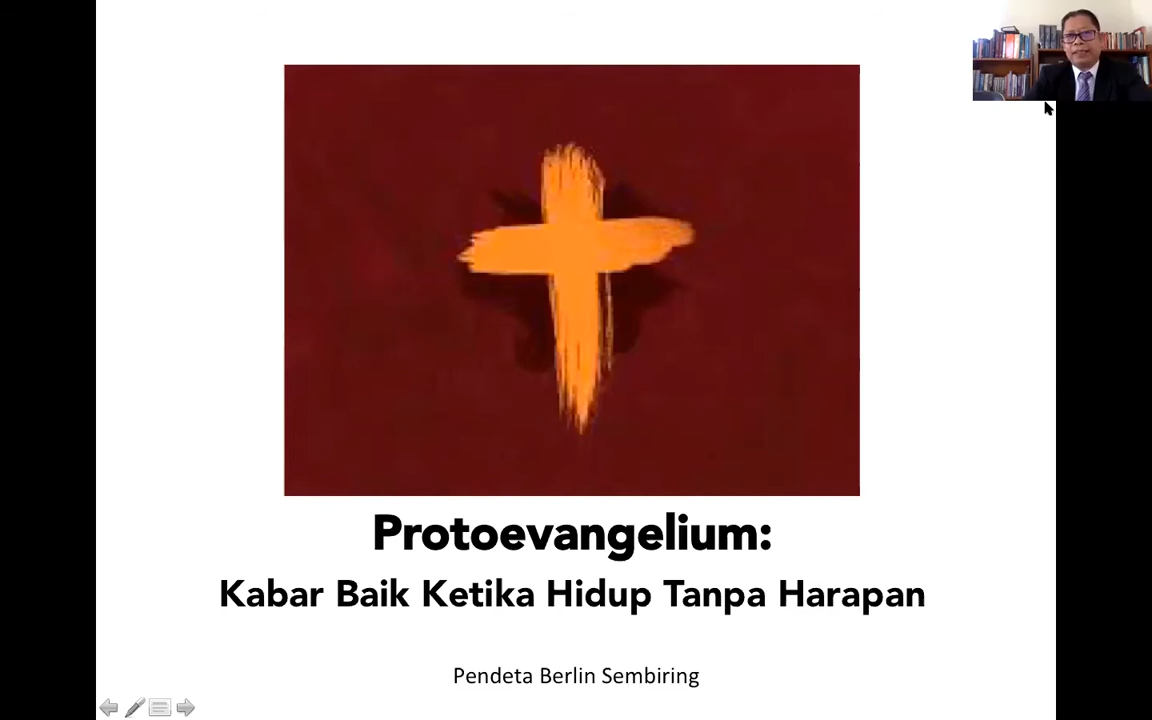 Protoevangelium:
Kabar Baik Ketika Hidup Tanpa Harapan
Pendeta Berlin Sembiring